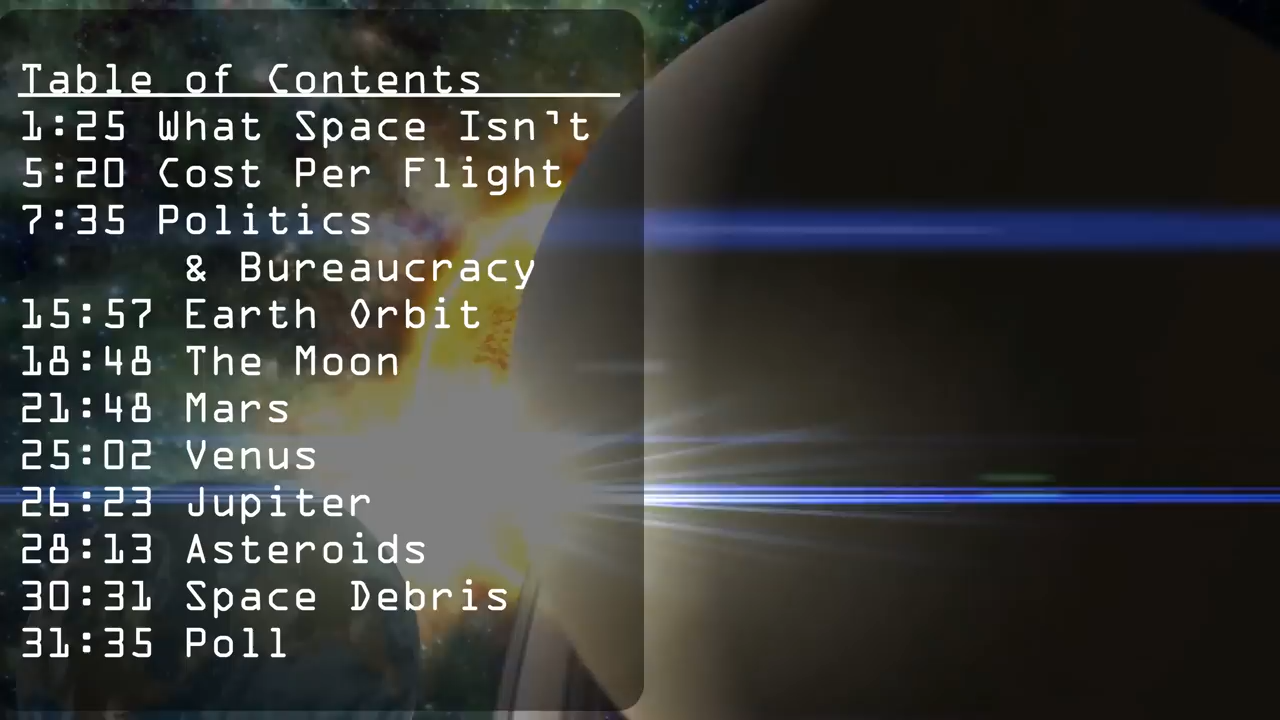 Table of Contents
1:25 What Space Isn't
5:20 Cost Per Flight
7:35 Politics
& Bureaucracy
15:57 Earth Orbit
18:48 The Moon
21:48 Mars
25:02 Venus
26:23 Jupiter
28:13 Asteroids
30:31 Space Debris
31:35 Poll